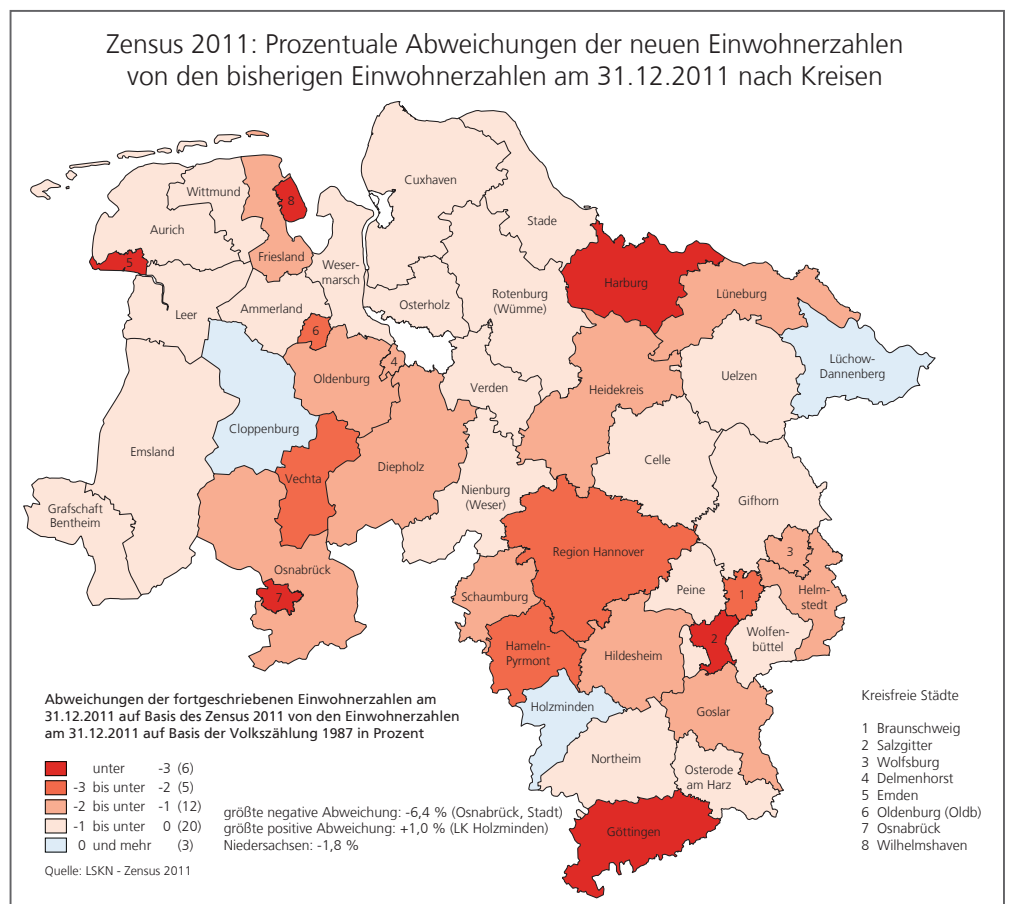 Zensus 2011: Prozentuale Abweichungen der neuen Einwohnerzahlen
von den bisherigen Einwohnerzahlen am 31.12.2011 nach Kreisen
Cuxhaven
Wittmund
8
Stade
Aurich
Friesland
5
Weser-
marsch
Harburg
Lüneburg
Rotenburg
(Wümme)
Osterholz
Ammerland
Leer
6
4
Lüchow-
Dannenberg
Oldenburg
Uelzen
Verden
Heidekreis
Cloppenburg
Emsland
Diepholz
Celle
Vechta
Nienburg
(Weser)
Gifhorn
Grafschaft
Bentheim
Region Hannover
3
Osnabrück
Peine
Helm-
stedt
7
Schaumburg
1
2
Wolfen-
büttel
Hameln-
Pyrmont
Hildesheim
Holzminden
Goslar
Northeim
Osterode
am Harz
Göttingen
Abweichungen der fortgeschriebenen Einwohnerzahlen am
31.12.2011 auf Basis des Zensus 2011 von den Einwohnerzahlen
am 31.12.2011 auf Basis der Volkszählung 1987 in Prozent
unter -3 (6)
-3 bis unter -2 (5)
-2 bis unter -1 (12)
-1 bis unter 0 (20)
0 und mehr (3)
größte negative Abweichung: -6,4 % (Osnabrück, Stadt)
größte positive Abweichung: +1,0 % (LK Holzminden)
Niedersachsen: -1,8 %
Quelle: LSKN - Zensus 2011
Kreisfreie Städte
1 Braunschweig
2 Salzgitter
3 Wolfsburg
4 Delmenhorst
5 Emden
6 Oldenburg (Oldb)
7 Osnabrück
8 Wilhelmshaven